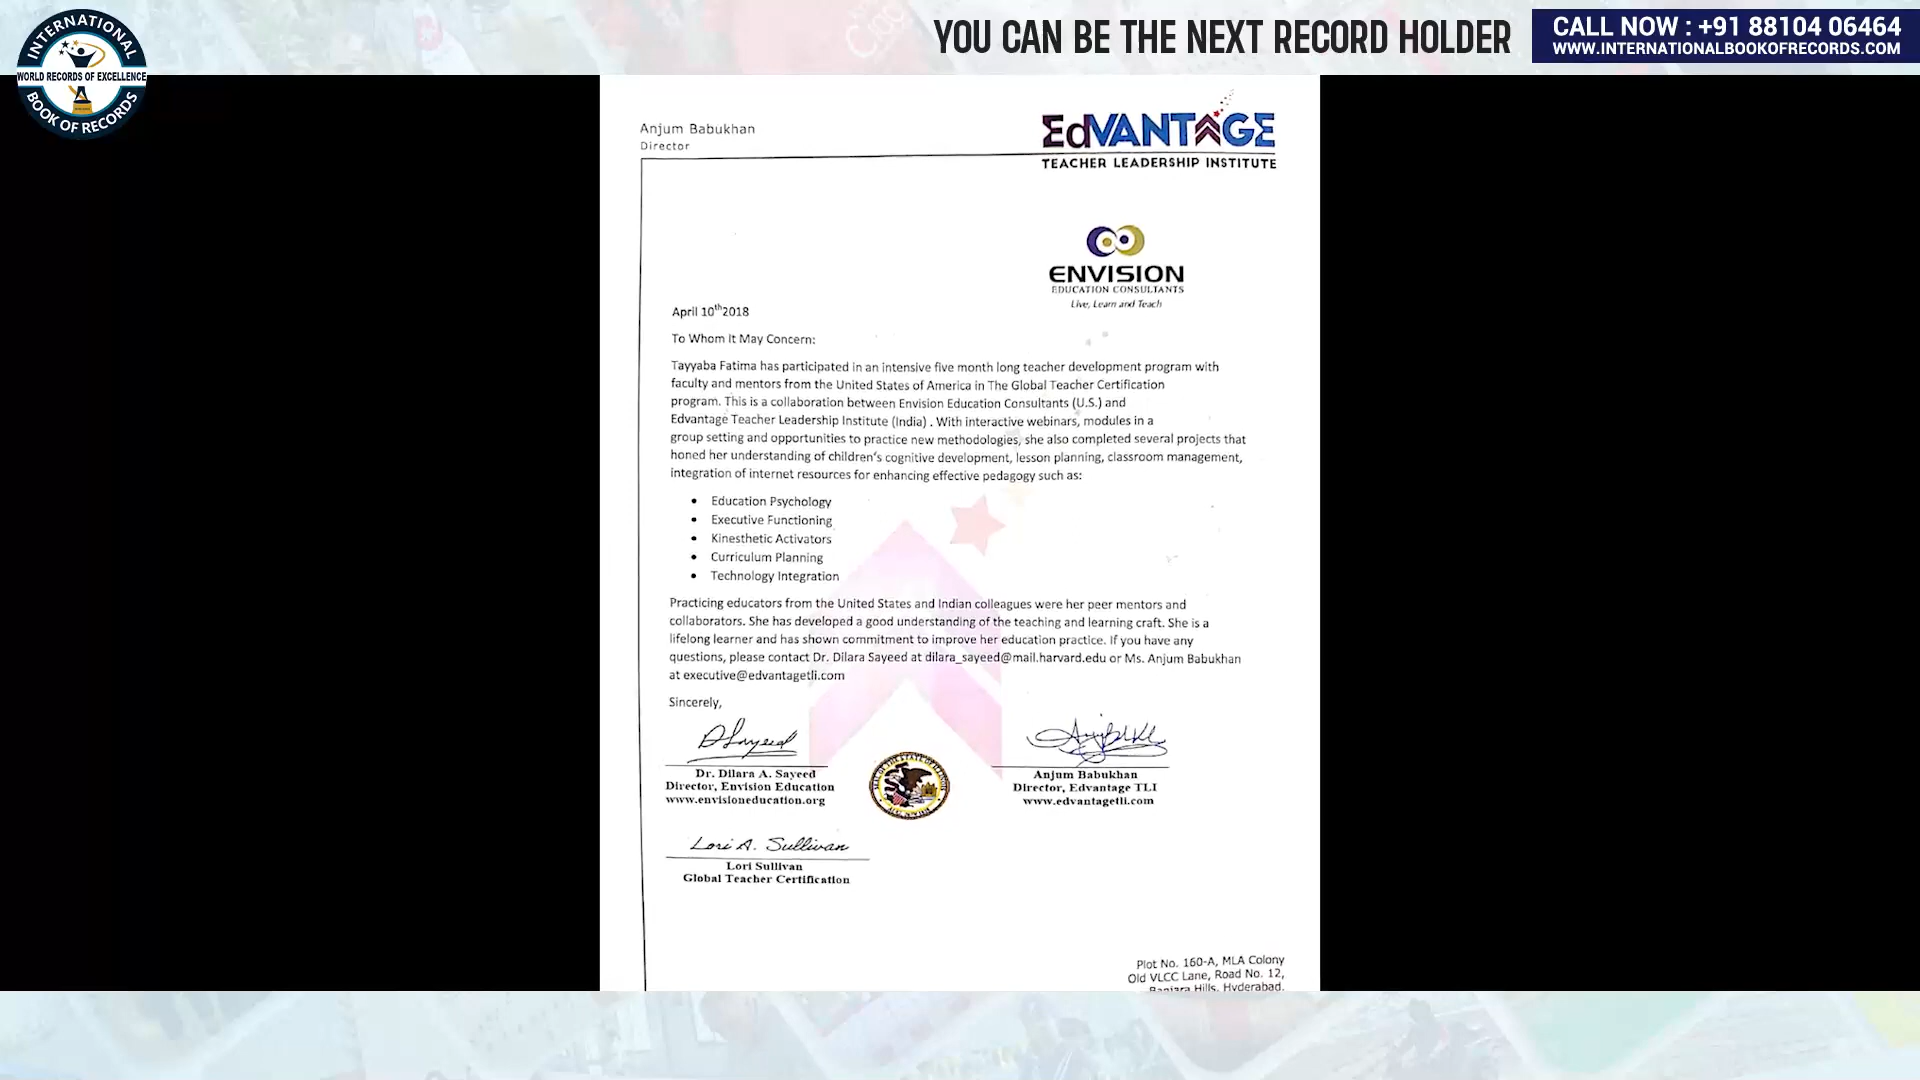 INTERNATIONAL
WORLD RECORDS OF EXCELLENCE
BOOK OF RECORDS
YOU CAN BE THE NEXT RECORD HOLDER
CALL NOW : +91 88104 06464
WWW.INTERNATIONALBOOKOFRECORDS.COM
Anjum Babukhan
Director
EdVANTAGE
TEACHER LEADERSHIP INSTITUTE
ENVISION
EDUCATION CONSULTANTS
Live, Learn and Teach
April 10th2018
To Whom It May Concern:
Tayyaba Fatima has participated in an intensive five month long teacher development program with
faculty and mentors from the United States of America in The Global Teacher Certification
program. This is a collaboration between Envision Education Consultants (U.S.) and
Edvantage Teacher Leadership Institute (India) . With interactive webinars, modules in a
group setting and opportunities to practice new methodologies, she also completed several projects that
honed her understanding of children's cognitive development, lesson planning, classroom management,
integration of internet resources for enhancing effective pedagogy such as:
• Education Psychology
• Executive Functioning
• Kinesthetic Activators
• Curriculum Planning
• Technology Integration
Practicing educators from the United States and Indian colleagues were her peer mentors and
collaborators. She has developed a good understanding of the teaching and learning craft. She is a
lifelong learner and has shown commitment to improve her education practice. If you have any
questions, please contact Dr. Dilara Sayeed at dilara_sayeed@mail.harvard.edu or Ms. Anjum Babukhan
at executive@edvantagetli.com
Sincerely,
DSayeed
Dr. Dilara A. Sayeed
Director, Envision Education
www.envisioneducation.org
Anjum Babukhan
Director, Edvantage TLI
www.edvantagetli.com
Lori A. Sullivan
Lori Sullivan
Global Teacher Certification
Plot No. 160-A, MLA Colony
Old VLCC Lane, Road No. 12,
Banjara Hills, Hyderabad.